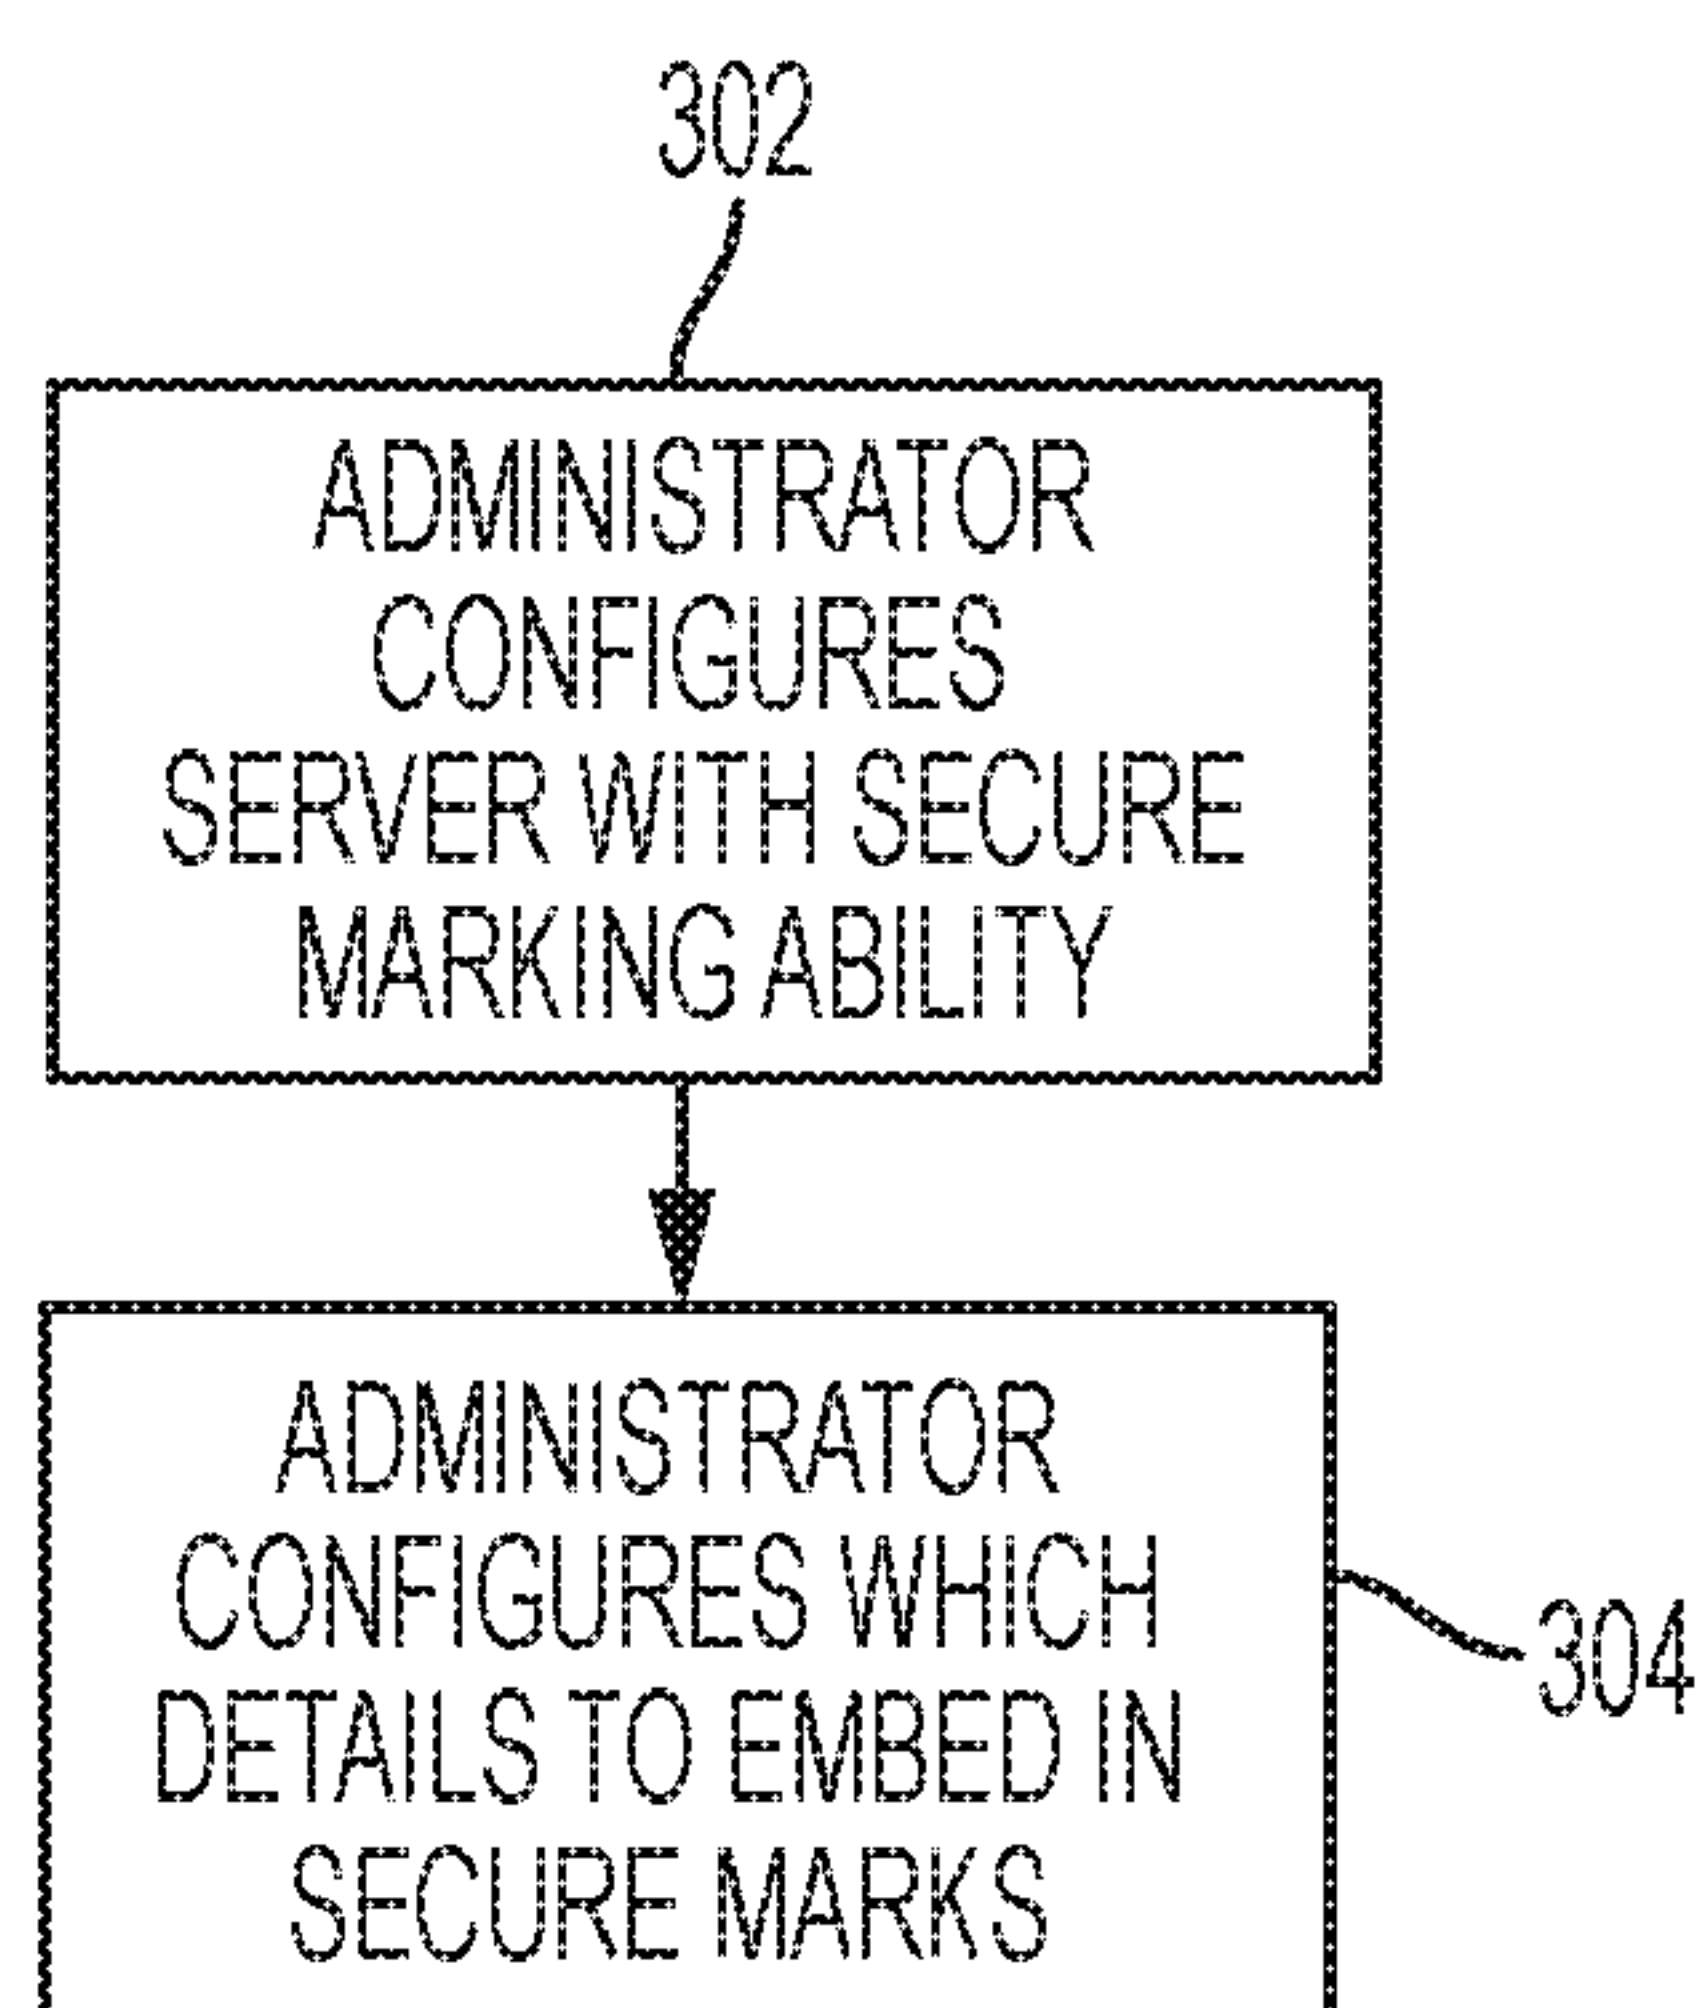 302
ADMINISTRATOR
CONFIGURES
SERVER WITH SECURE
MARKING ABILITY
ADMINISTRATOR
CONFIGURES WHICH
DETAILS TO EMBED IN
SECURE MARKS
304